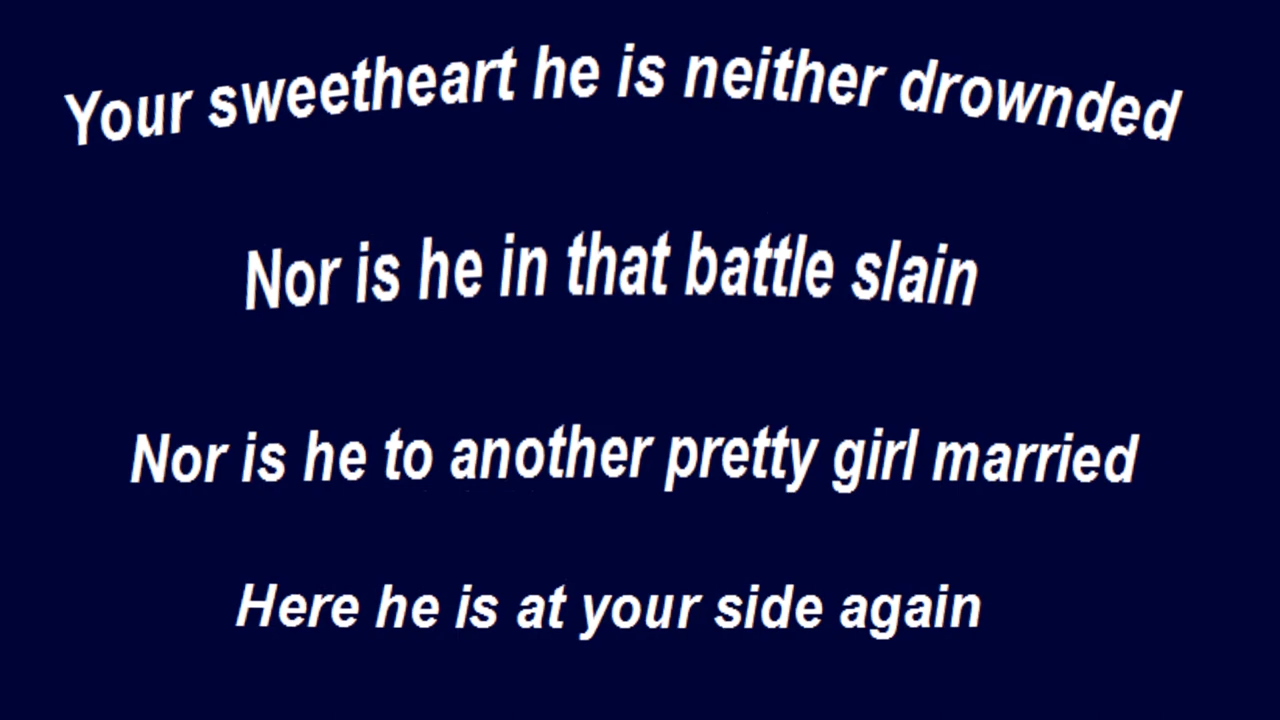 Your sweetheart he is neither drownded
Nor is he in that battle slain
Nor is he to another pretty girl married
Here he is at your side again